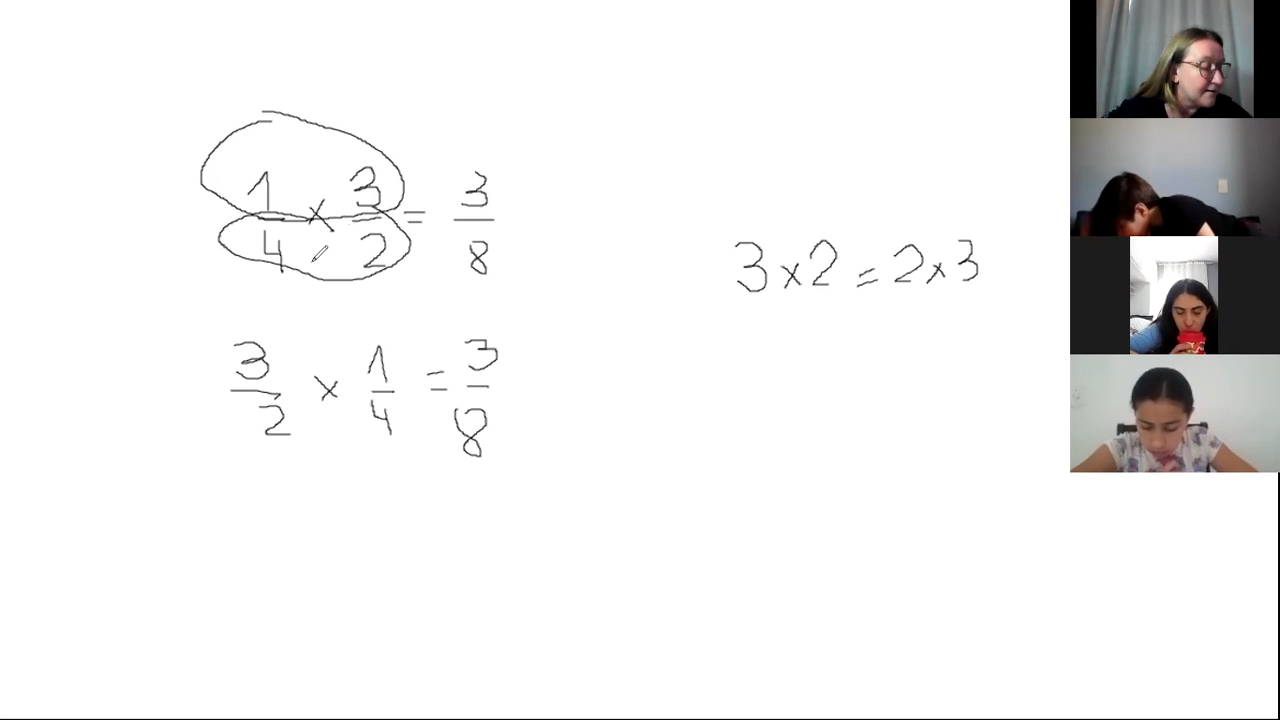 1/4 × 3/2 = 3/8
3 × 2 = 2 × 3
3/2 × 1/4 = 3/8